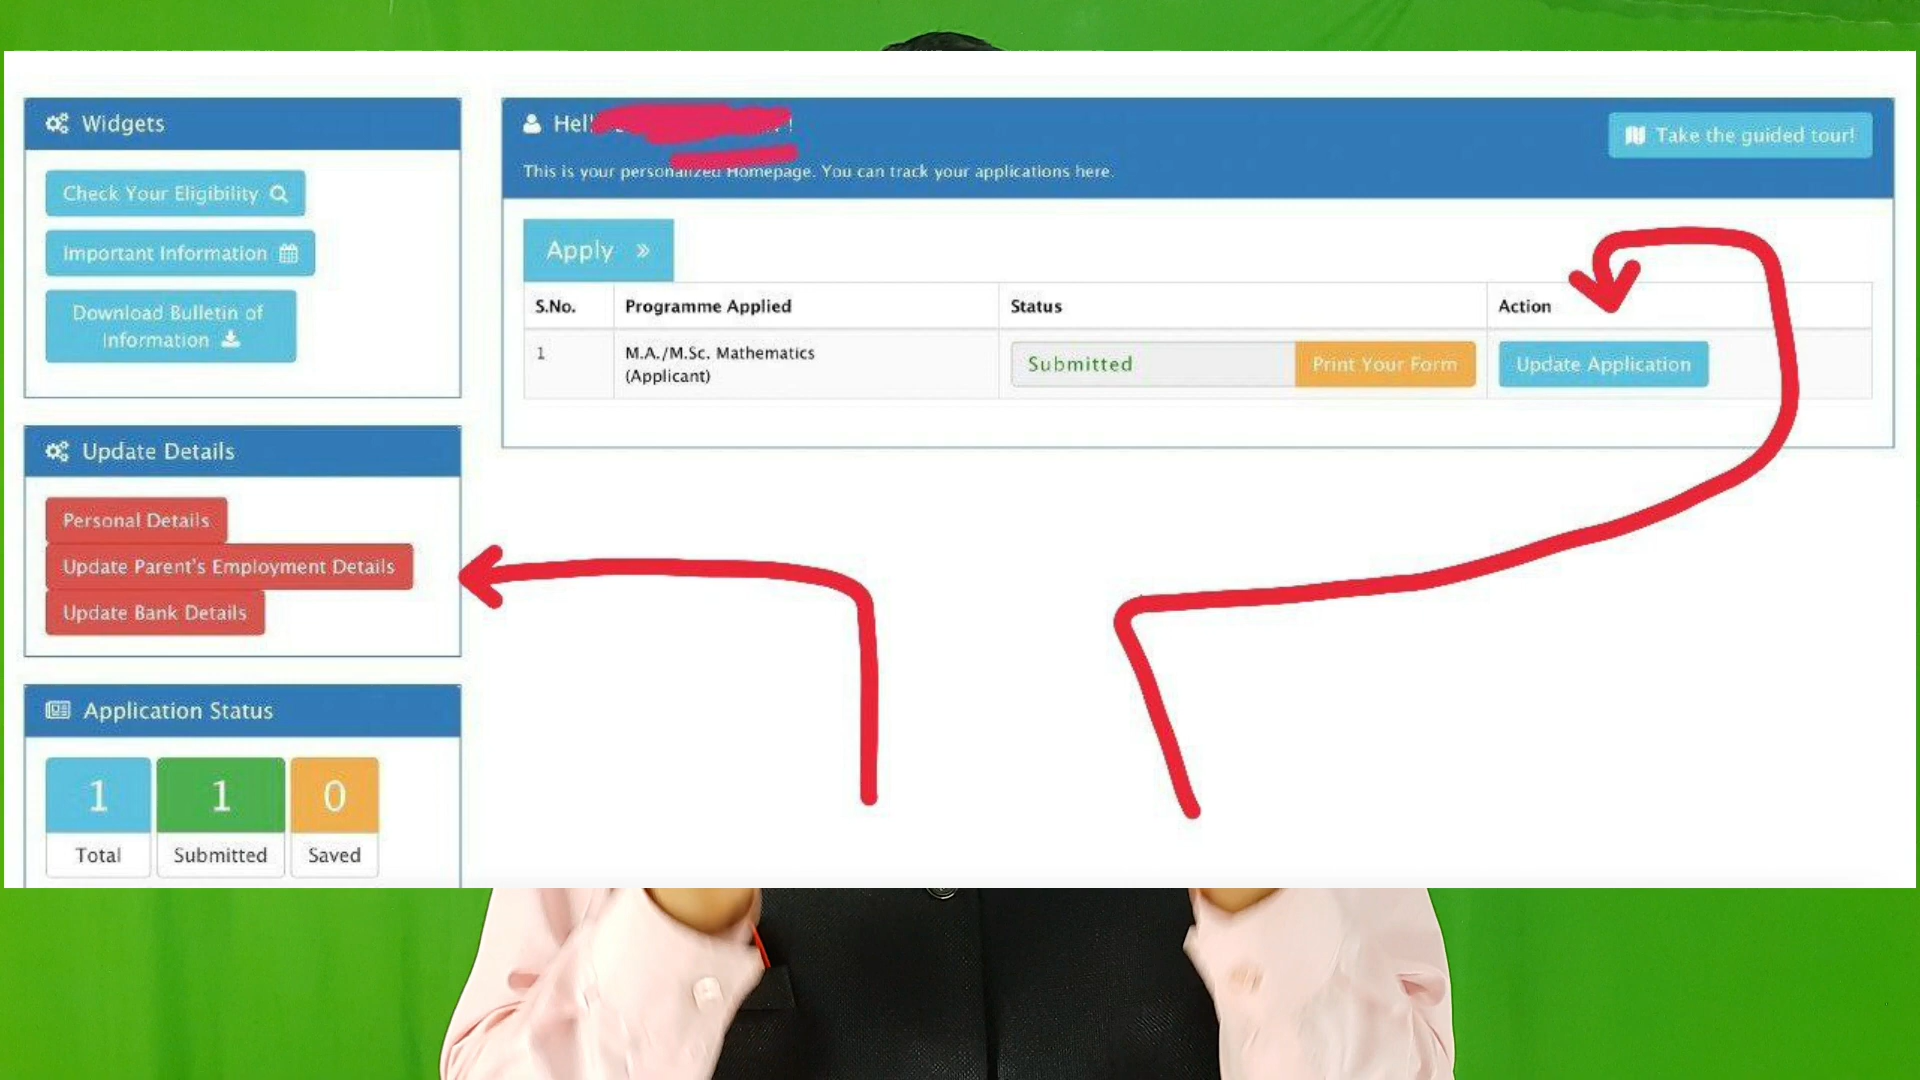 Widgets
Check Your Eligibility
Important Information
Download Bulletin of
Information
Update Details
Personal Details
Update Parent's Employment Details
Update Bank Details
Application Status
1 1 0
Total Submitted Saved
Take the guided tour!
This is your personalized Homepage. You can track your applications here.
Apply »
S.No. Programme Applied Status Action
1 M.A./M.Sc. Mathematics Submitted Print Your Form Update Application
(Applicant)